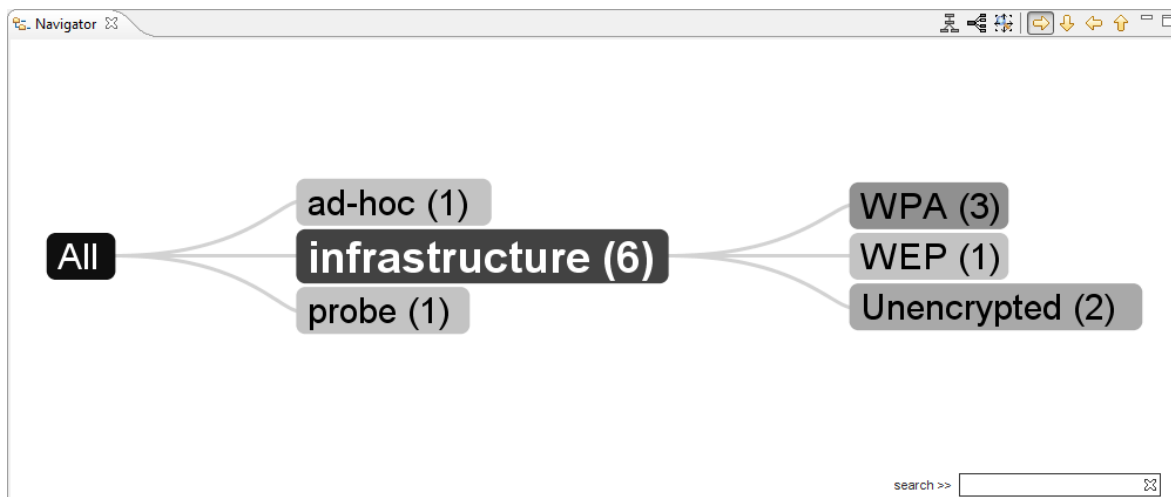 Navigator
All
ad-hoc (1)
infrastructure (6)
probe (1)
WPA (3)
WEP (1)
Unencrypted (2)
search >>